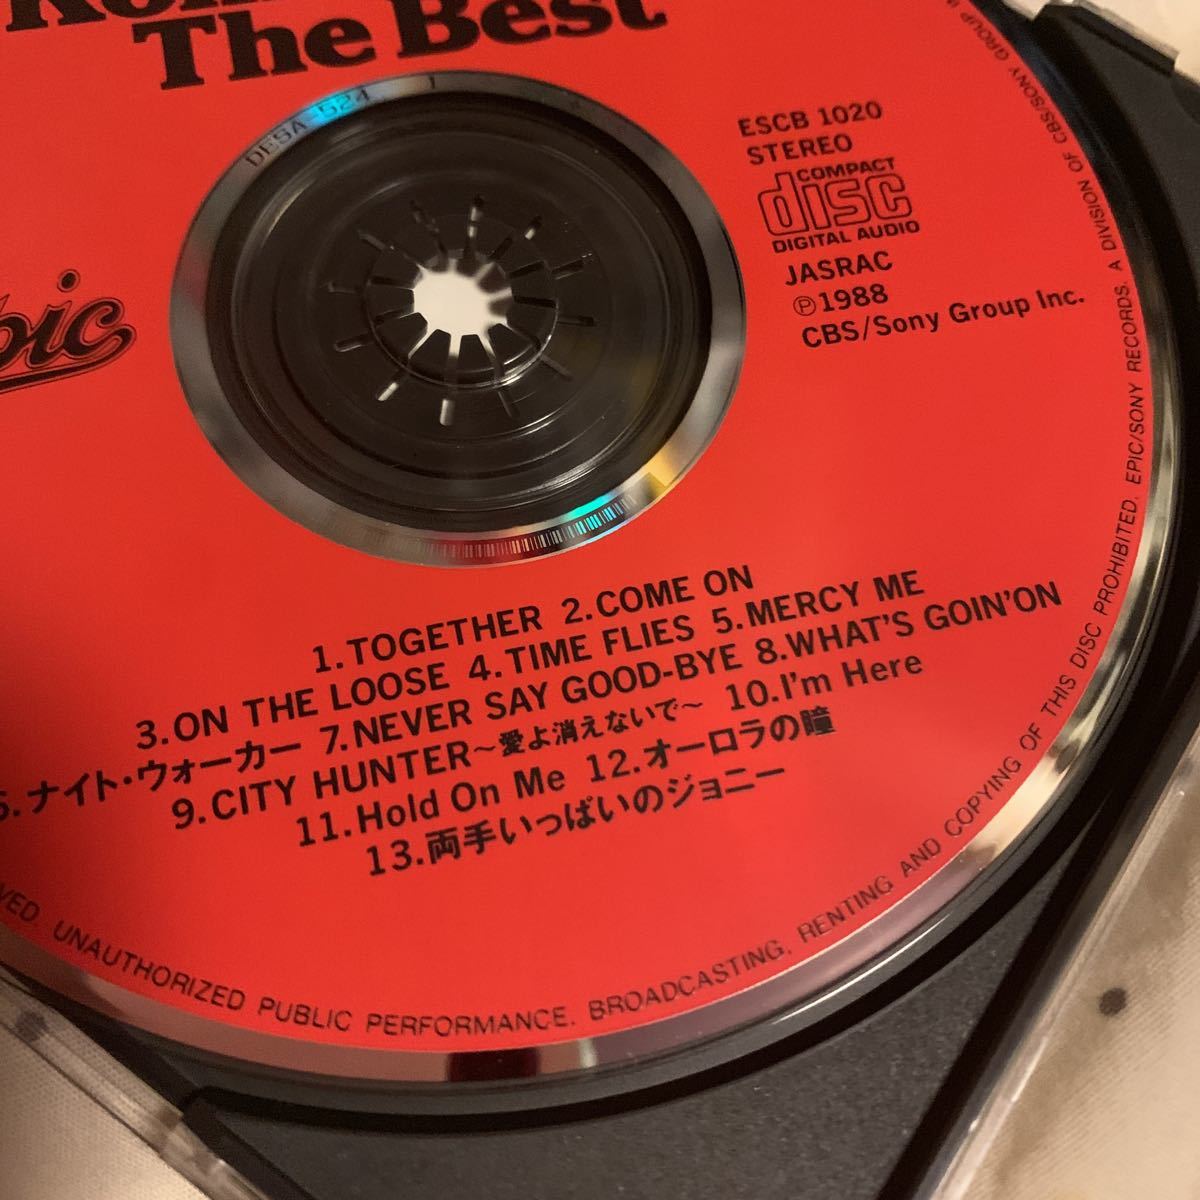 The Best
DESA-524 1
ESCB 1020
STEREO
COMPACT
disc
DIGITAL AUDIO
JASRAC
Ⓟ1988
CBS/Sony Group Inc.
1.TOGETHER 2.COME ON
3.ON THE LOOSE 4.TIME FLIES 5.MERCY ME
6.ナイト・ウォーカー 7.NEVER SAY GOOD-BYE 8.WHAT'S GOIN'ON
9.CITY HUNTER～愛よ消えないで～ 10.I'm Here
11.Hold On Me 12.オーロラの瞳
13.両手いっぱいのジョニー
UNAUTHORIZED PUBLIC PERFORMANCE, BROADCASTING, RENTING AND COPYING OF THIS DISC PROHIBITED. EPIC/SONY RECORDS. A DIVISION OF CBS/SONY GROUP